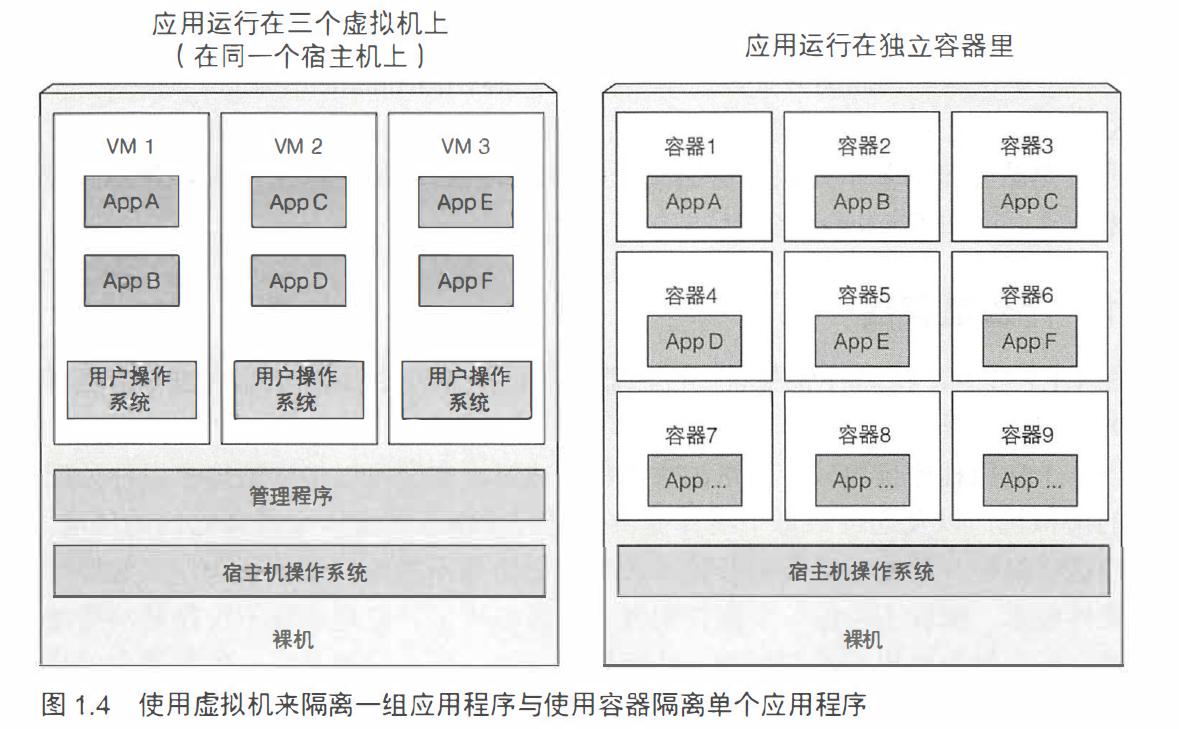 应用运行在三个虚拟机上
（在同一个宿主机上）
VM 1
App A
App B
用户操作
系统
VM 2
App C
App D
用户操作
系统
VM 3
App E
App F
用户操作
系统
管理程序
宿主机操作系统
裸机
应用运行在独立容器里
容器1
App A
容器2
App B
容器3
App C
容器4
App D
容器5
App E
容器6
App F
容器7
App ...
容器8
App ...
容器9
App ...
宿主机操作系统
裸机
图 1.4 使用虚拟机来隔离一组应用程序与使用容器隔离单个应用程序